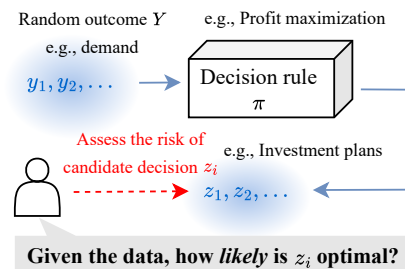 Random outcome Y
e.g., demand
y₁, y₂, . . .
e.g., Profit maximization
Decision rule
π
Assess the risk of
candidate decision zᵢ
e.g., Investment plans
z₁, z₂, . . .
Given the data, how likely is zᵢ optimal?